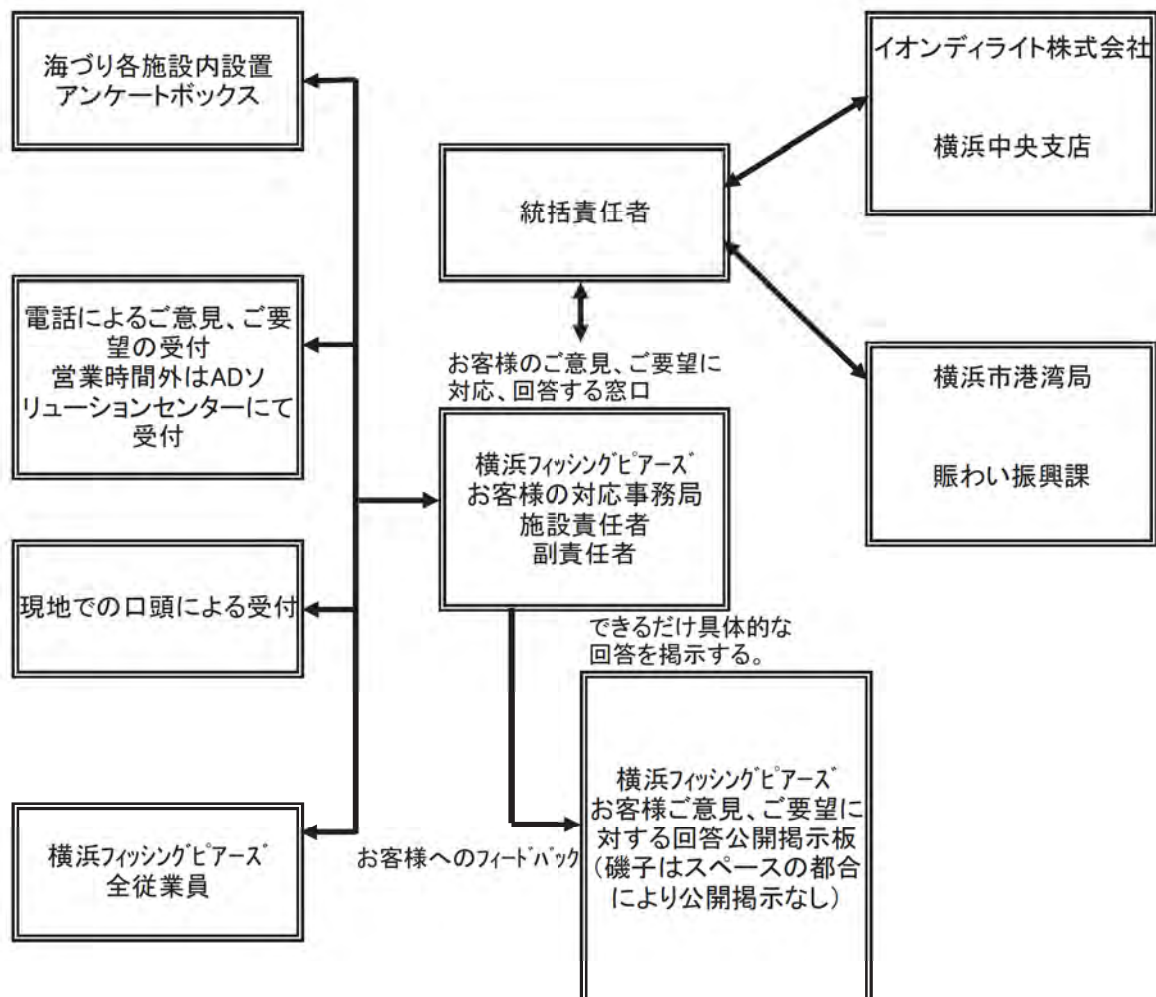 海づり各施設内設置
アンケートボックス
電話によるご意見、ご要
望の受付
営業時間外はADソ
リューションセンターにて
受付
現地での口頭による受付
横浜フィッシングピアーズ
全従業員
統括責任者
お客様のご意見、ご要望に
対応、回答する窓口
横浜フィッシングピアーズ
お客様の対応事務局
施設責任者
副責任者
できるだけ具体的な
回答を掲示する。
お客様へのフィードバック
横浜フィッシングピアーズ
お客様ご意見、ご要望に
対する回答公開掲示板
(磯子はスペースの都合
により公開掲示なし)
イオンディライト株式会社
横浜中央支店
横浜市港湾局
賑わい振興課